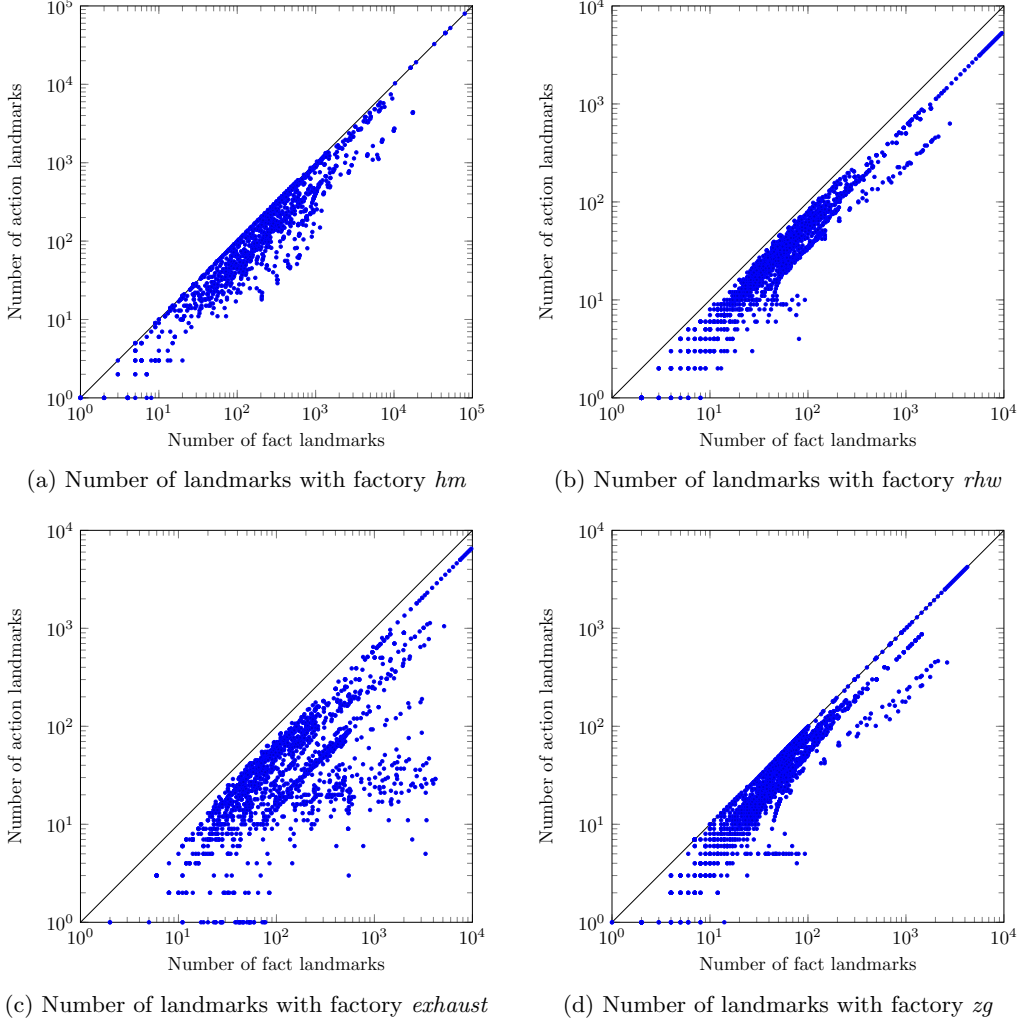 10^5
10^4
10^3
10^2
10^1
10^0
10^0 10^1 10^2 10^3 10^4 10^5
Number of action landmarks
Number of fact landmarks
(a) Number of landmarks with factory hm
10^4
10^3
10^2
10^1
10^0
10^0 10^1 10^2 10^3 10^4
Number of action landmarks
Number of fact landmarks
(b) Number of landmarks with factory rhw
10^4
10^3
10^2
10^1
10^0
10^0 10^1 10^2 10^3 10^4
Number of action landmarks
Number of fact landmarks
(c) Number of landmarks with factory exhaust
10^4
10^3
10^2
10^1
10^0
10^0 10^1 10^2 10^3 10^4
Number of action landmarks
Number of fact landmarks
(d) Number of landmarks with factory zg